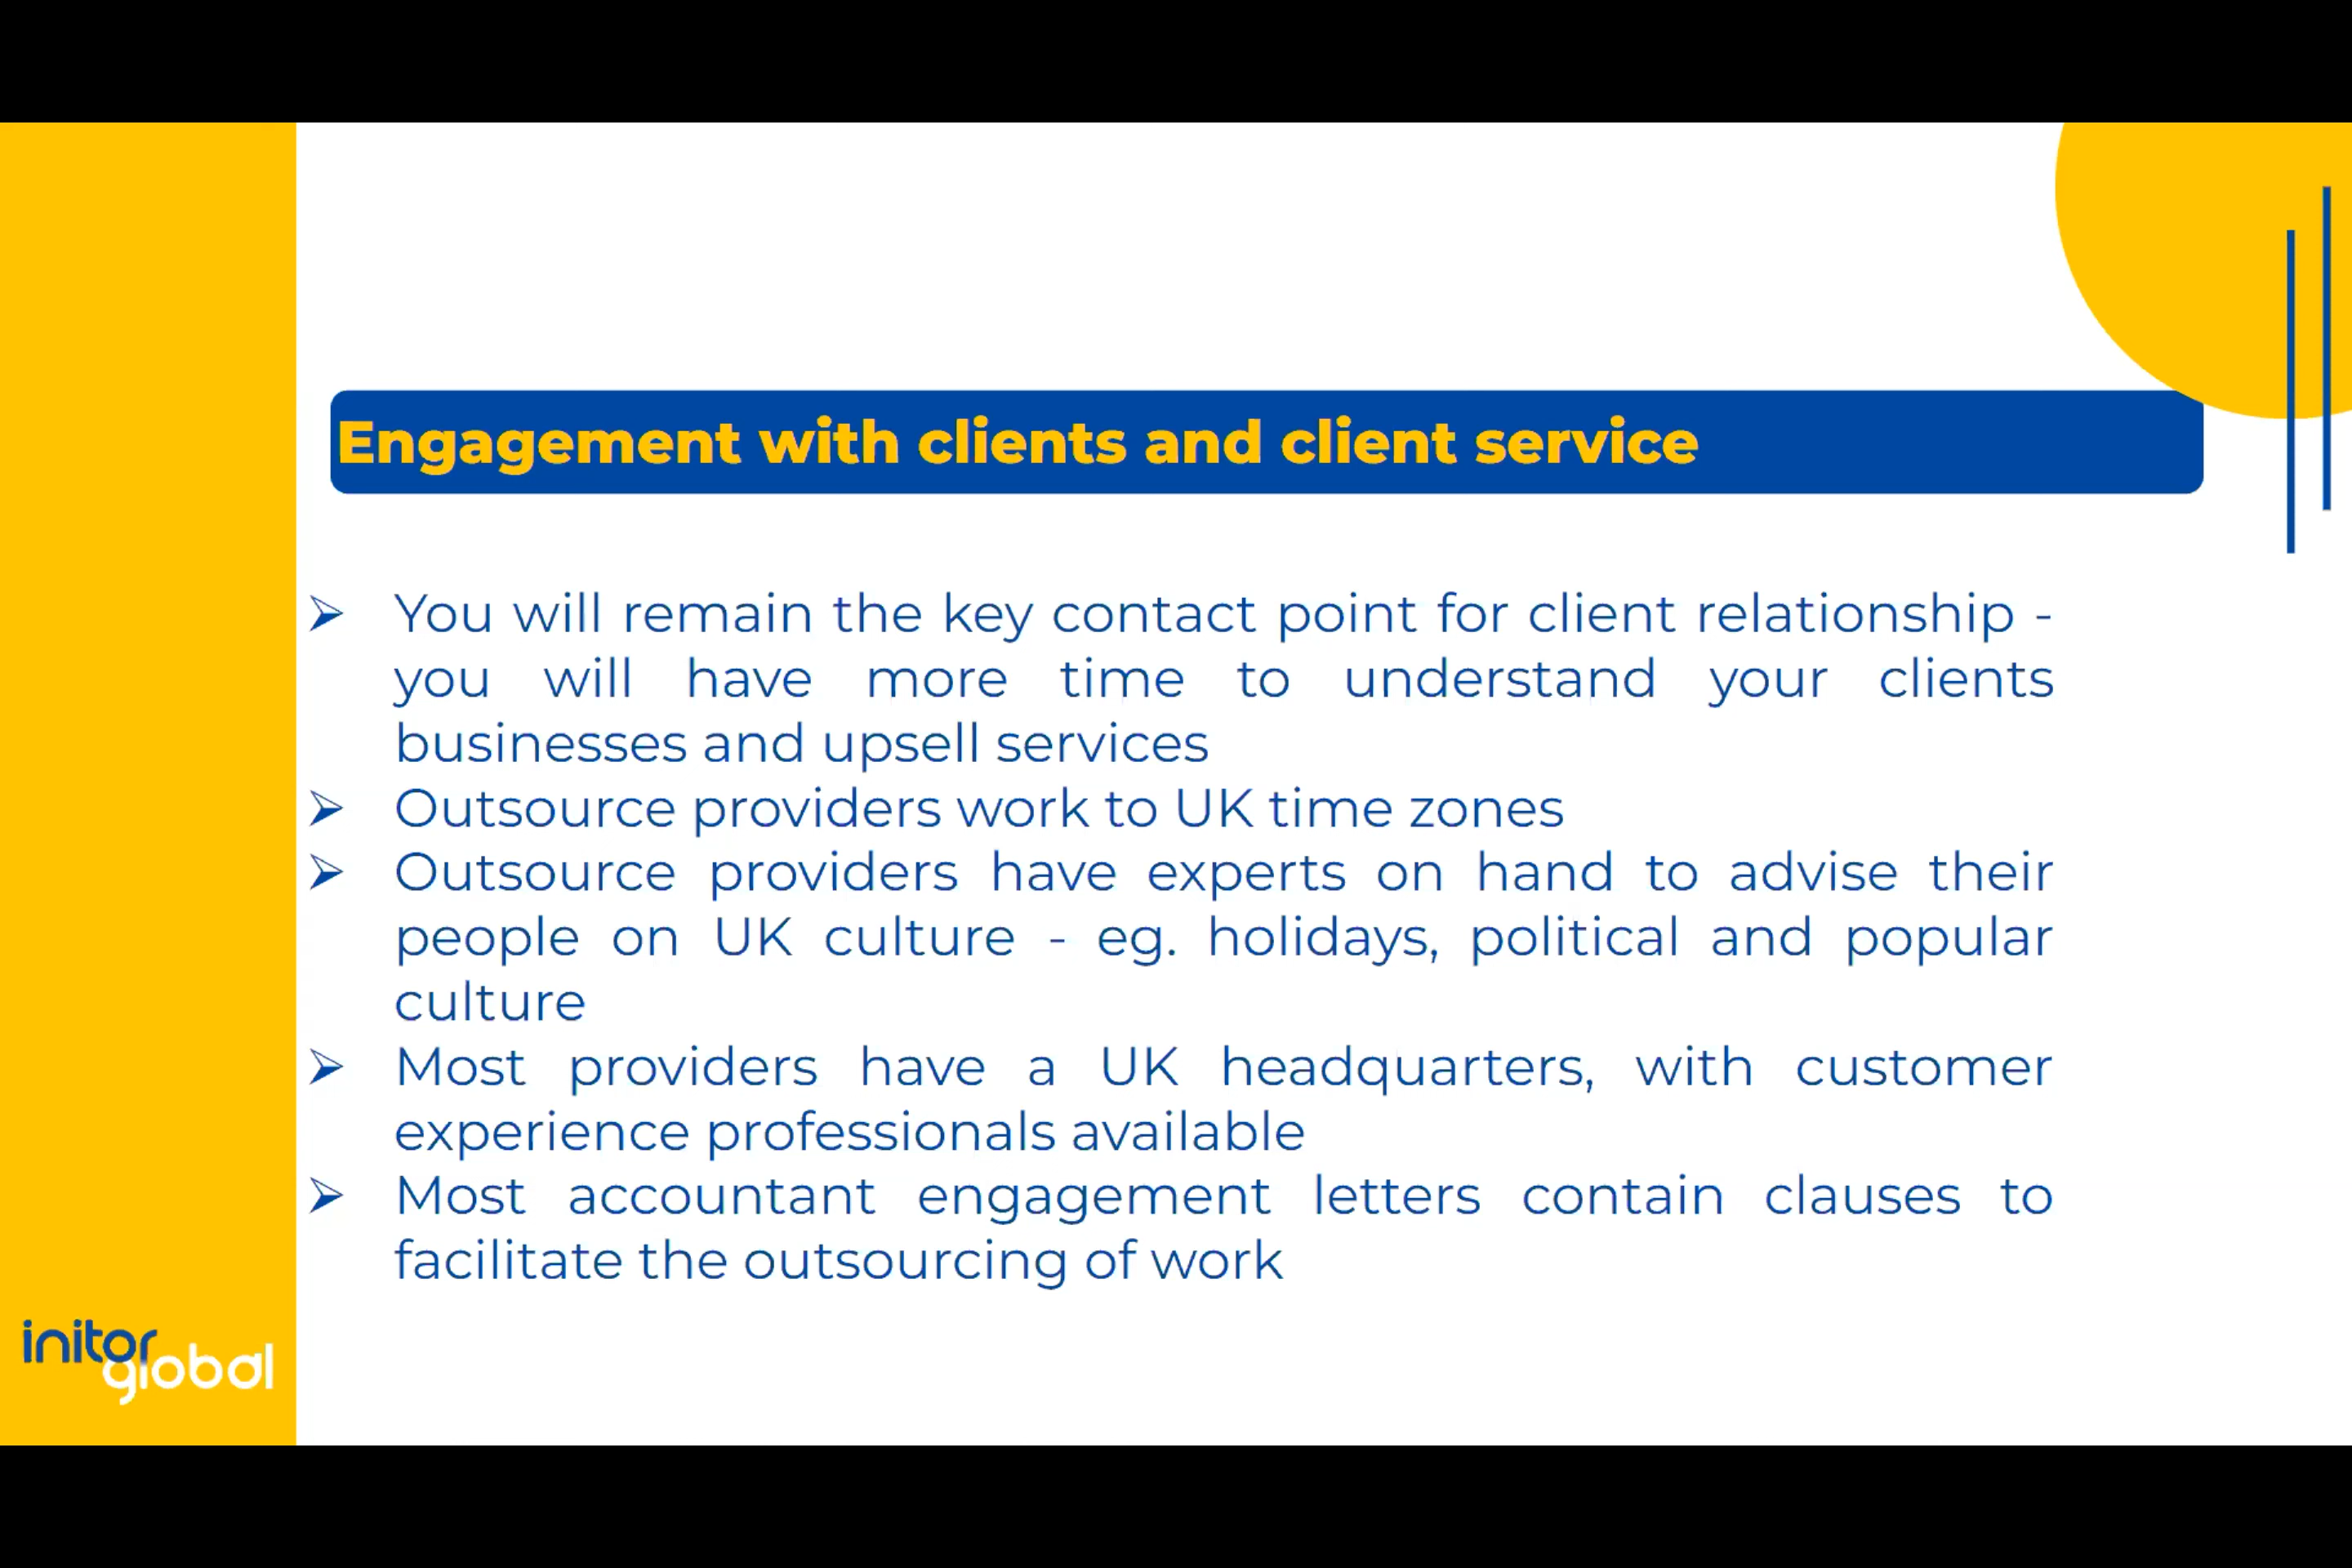 Engagement with clients and client service
➢ You will remain the key contact point for client relationship -
you will have more time to understand your clients
businesses and upsell services
➢ Outsource providers work to UK time zones
➢ Outsource providers have experts on hand to advise their
people on UK culture - eg. holidays, political and popular
culture
➢ Most providers have a UK headquarters, with customer
experience professionals available
➢ Most accountant engagement letters contain clauses to
facilitate the outsourcing of work
initor
global